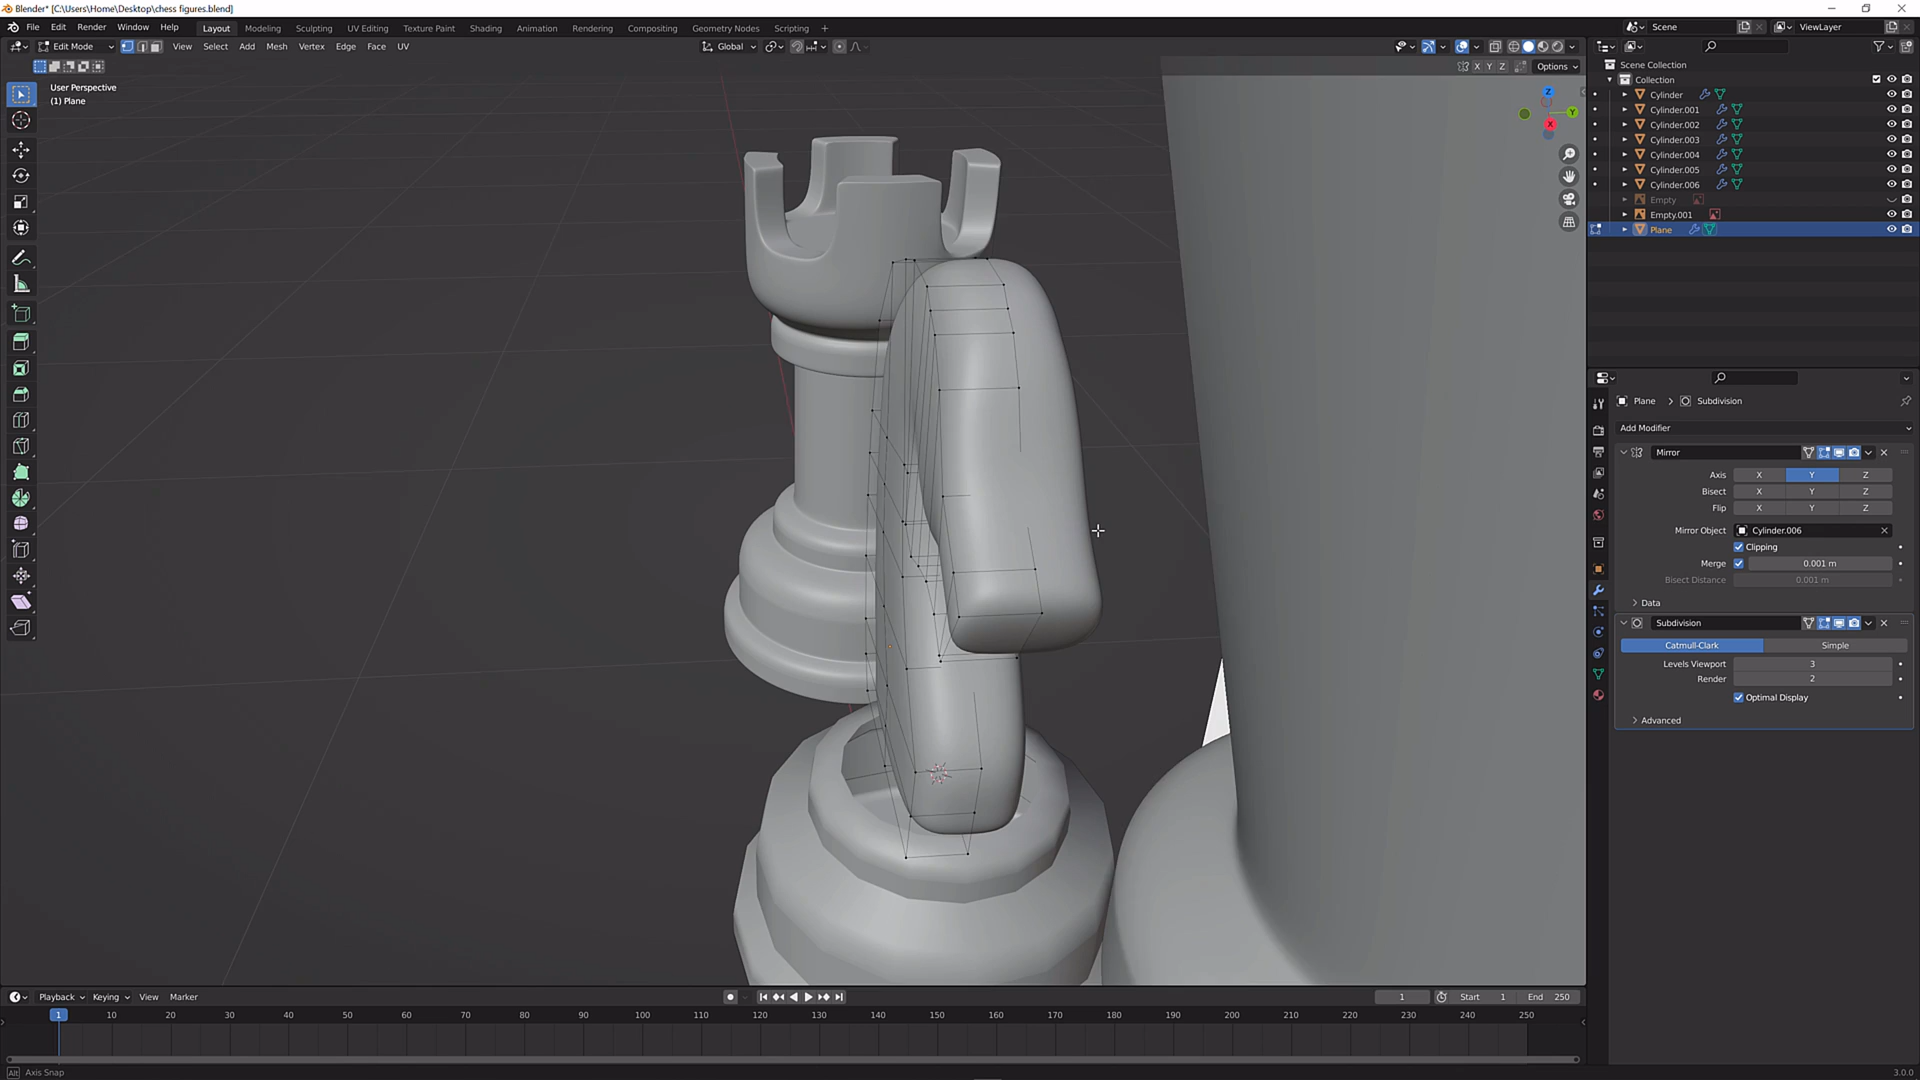 Blender* [C:\Users\Home\Desktop\chess figures.blend]
File Edit Render Window Help Layout Modeling Sculpting UV Editing Texture Paint Shading Animation Rendering Compositing Geometry Nodes Scripting + Scene ViewLayer
Edit Mode View Select Add Mesh Vertex Edge Face UV Global
X Y Z Options
User Perspective
(1) Plane
Z
Y
X
Scene Collection
Collection
Cylinder
Cylinder.001
Cylinder.002
Cylinder.003
Cylinder.004
Cylinder.005
Cylinder.006
Empty
Empty.001
Plane
Plane > Subdivision
Add Modifier
Mirror
Axis X Y Z
Bisect X Y Z
Flip X Y Z
Mirror Object Cylinder.006
Clipping
Merge 0.001 m
Bisect Distance 0.001 m
Data
Subdivision
Catmull-Clark Simple
Levels Viewport 3
Render 2
Optimal Display
Advanced
Playback Keying View Marker 1 Start 1 End 250
1 10 20 30 40 50 60 70 80 90 100 110 120 130 140 150 160 170 180 190 200 210 220 230 240 250
Alt Axis Snap 3.0.0